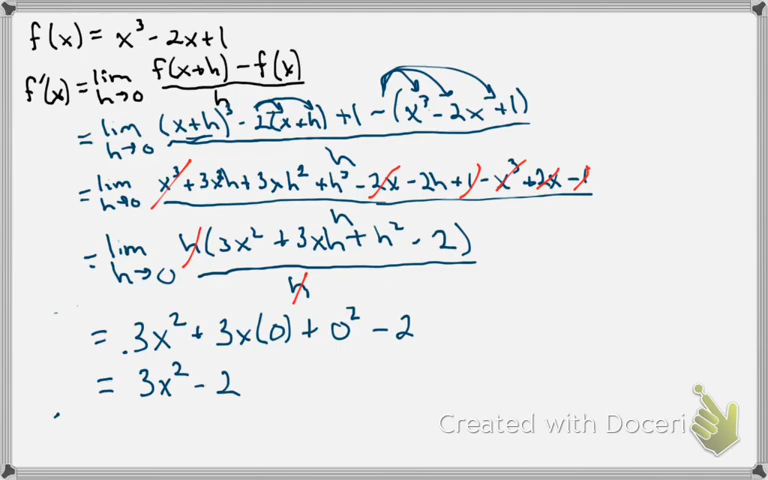 f(x) = x³ - 2x + 1
f'(x) = lim h→0 f(x+h) - f(x) / h
= lim h→0 (x+h)³ - 2(x+h) + 1 - (x³ - 2x + 1) / h
= lim h→0 x³ + 3x²h + 3xh² + h³ - 2x - 2h + 1 - x³ + 2x - 1 / h
= lim h→0 h(3x² + 3xh + h² - 2) / h
= 3x² + 3x(0) + 0² - 2
= 3x² - 2
Created with Doceri